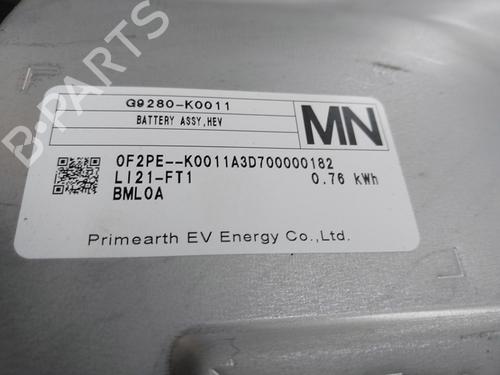 G9280-K0011
BATTERY ASSY,HEV
MN
0F2PE--K0011A3D700000182
LI21-FT1 0.76 kWh
BML0A
Primearth EV Energy Co.,Ltd.
B-PARTS